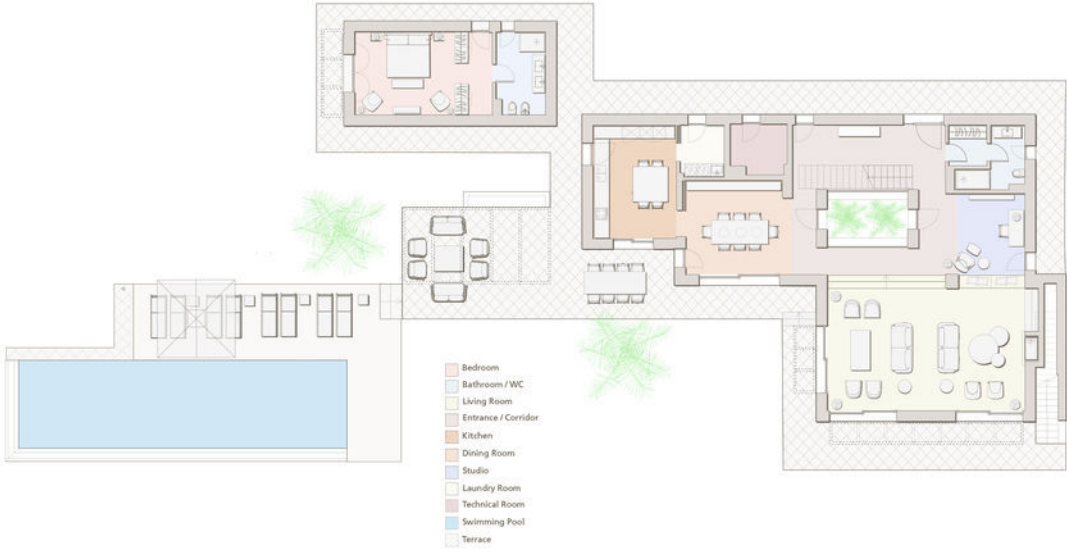 Bedroom
Bathroom / WC
Living Room
Entrance / Corridor
Kitchen
Dining Room
Studio
Laundry Room
Technical Room
Swimming Pool
Terrace